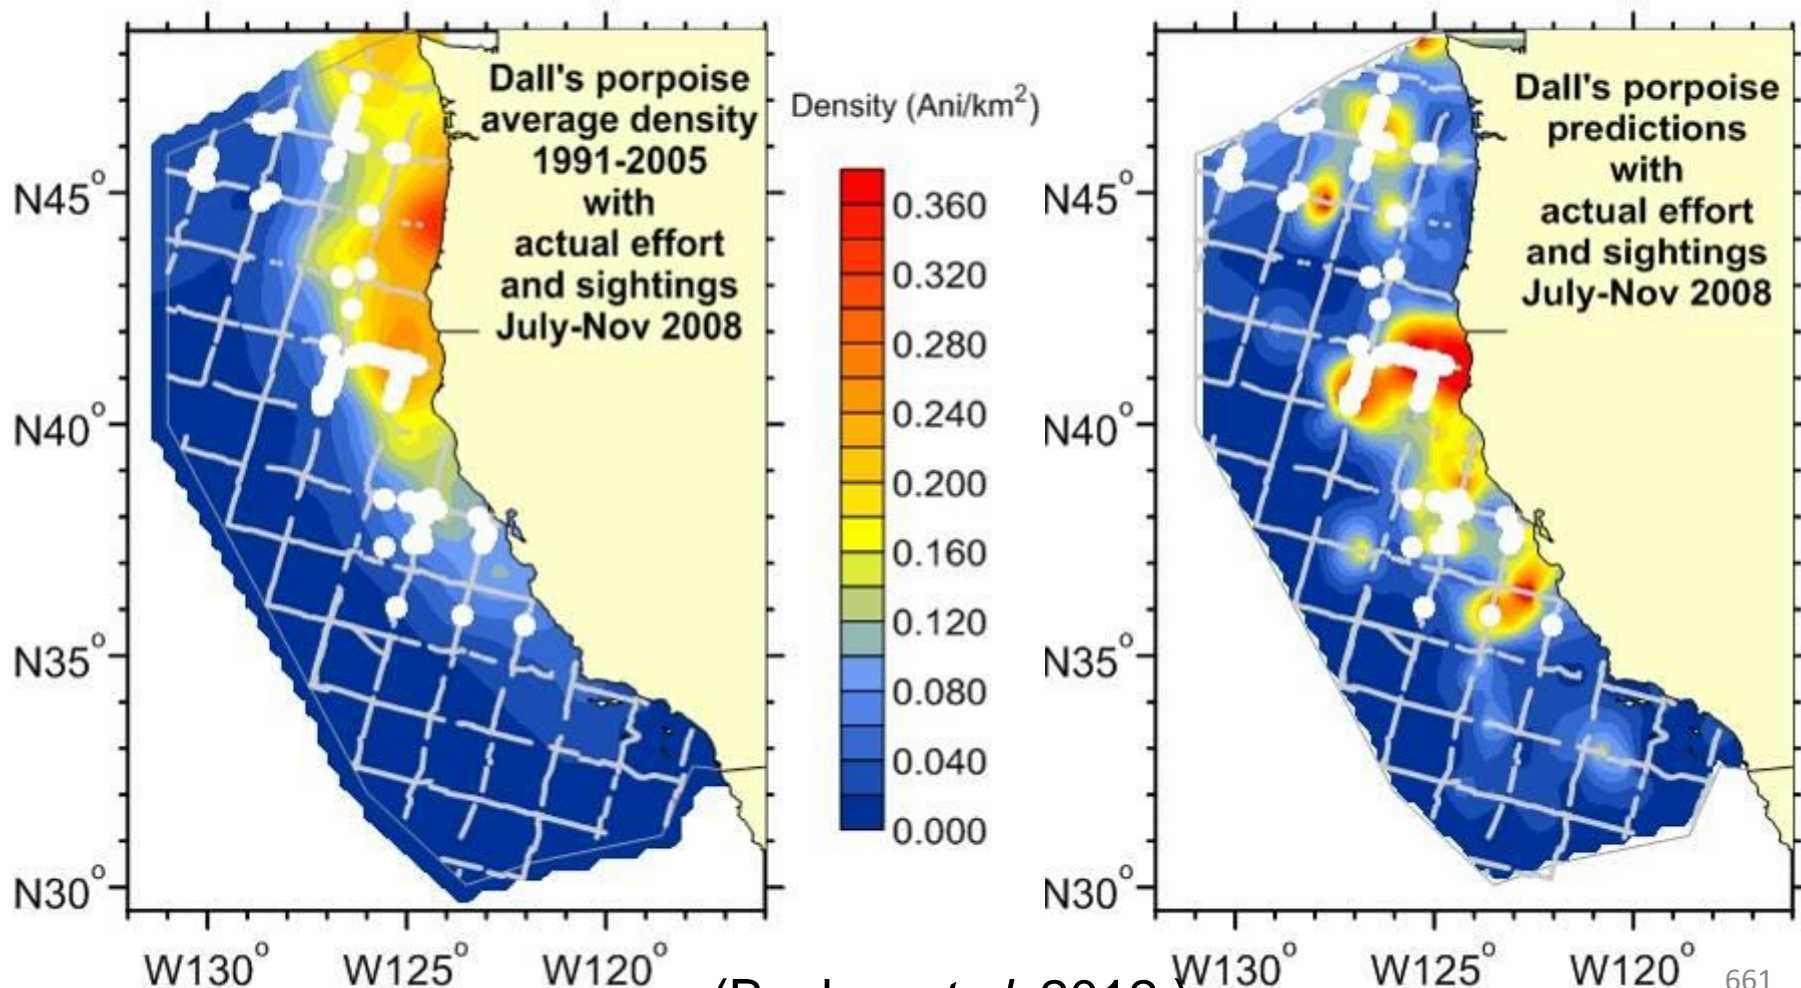 Dall's porpoise
average density
1991-2005
with
actual effort
and sightings
July-Nov 2008
Density (Ani/km²)
0.360
0.320
0.280
0.240
0.200
0.160
0.120
0.080
0.040
0.000
N45°
N40°
N35°
N30°
W130°
W125°
W120°
Dall's porpoise
predictions
with
actual effort
and sightings
July-Nov 2008
N45°
N40°
N35°
N30°
W130°
W125°
W120°
661